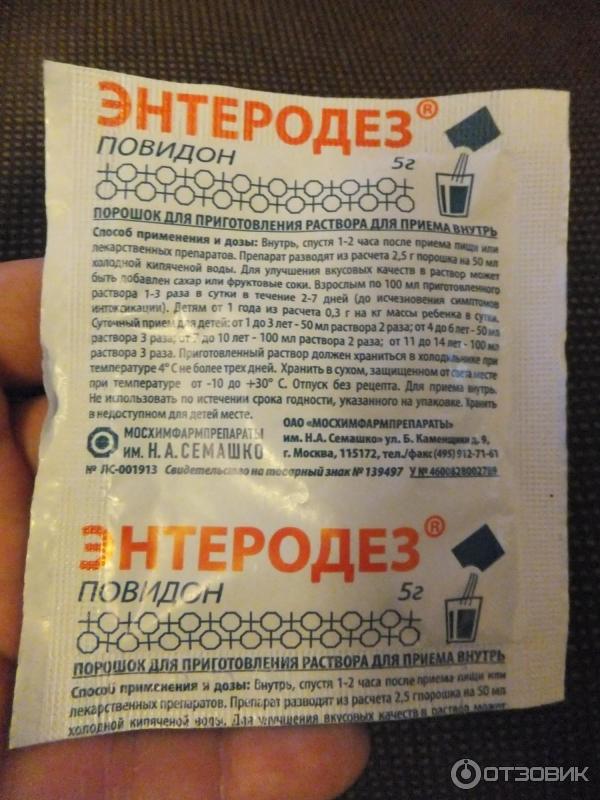 ЭНТЕРОДЕЗ®
ПОВИДОН 5г
ПОРОШОК ДЛЯ ПРИГОТОВЛЕНИЯ РАСТВОРА ДЛЯ ПРИЕМА ВНУТРЬ
Способ применения и дозы: Внутрь, спустя 1-2 часа после приема пищи или
лекарственных препаратов. Препарат разводят из расчета 2,5 г порошка на 50 мл
холодной кипяченой воды. Для улучшения вкусовых качеств в раствор может
быть добавлен сахар или фруктовые соки. Взрослым по 100 мл приготовленного
раствора 1-3 раза в сутки в течение 2-7 дней (до исчезновения симптомов
интоксикации). Детям от 1 года из расчета 0,3 г на кг массы ребенка в сутки.
Суточный прием для детей: от 1 до 3 лет - 50 мл раствора 2 раза; от 4 до 6 лет - 50 мл
раствора 3 раза; от 7 до 10 лет - 100 мл раствора 2 раза; от 11 до 14 лет - 100 мл
раствора 3 раза. Приготовленный раствор должен храниться в холодильнике при
температуре 4° С не более трех дней. Хранить в сухом, защищенном от света месте
при температуре от -10 до +30° С. Отпуск без рецепта. Для приема внутрь.
Не использовать по истечении срока годности, указанного на упаковке. Хранить
в недоступном для детей месте.
МОСХИМФАРМПРЕПАРАТЫ
ИМ. Н.А.СЕМАШКО
ОАО «МОСХИМФАРМПРЕПАРАТЫ»
им. Н.А. Семашко» ул. Б. Каменщики д. 9,
г. Москва, 115172, тел./факс (495) 912-71-61
№ ЛС-001913 Свидетельство на товарный знак № 139497 У № 4600828002789
ЭНТЕРОДЕЗ®
ПОВИДОН 5г
ПОРОШОК ДЛЯ ПРИГОТОВЛЕНИЯ РАСТВОРА ДЛЯ ПРИЕМА ВНУТРЬ
Способ применения и дозы: Внутрь, спустя 1-2 часа после приема пищи или
лекарственных препаратов. Препарат разводят из расчета 2,5 г порошка на 50 мл
холодной кипяченой воды. Для улучшения вкусовых качеств в раствор может
ОТЗОВИК